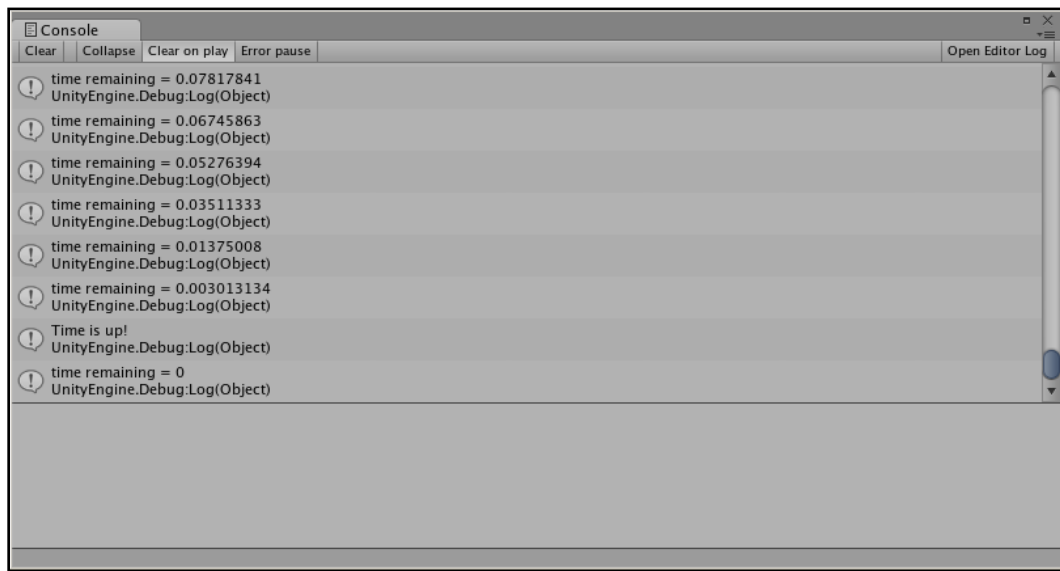 Console
Clear Collapse Clear on play Error pause Open Editor Log
time remaining = 0.07817841
UnityEngine.Debug:Log(Object)
time remaining = 0.06745863
UnityEngine.Debug:Log(Object)
time remaining = 0.05276394
UnityEngine.Debug:Log(Object)
time remaining = 0.03511333
UnityEngine.Debug:Log(Object)
time remaining = 0.01375008
UnityEngine.Debug:Log(Object)
time remaining = 0.003013134
UnityEngine.Debug:Log(Object)
Time is up!
UnityEngine.Debug:Log(Object)
time remaining = 0
UnityEngine.Debug:Log(Object)